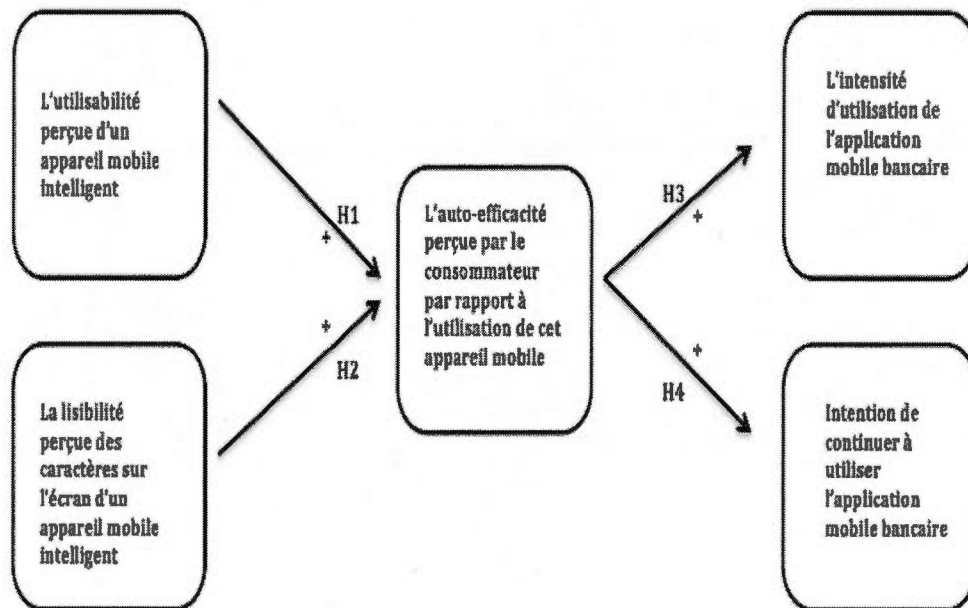 L'utilisabilité
perçue d'un
appareil mobile
intelligent
La lisibilité
perçue des
caractères sur
l'écran d'un
appareil mobile
intelligent
H1
+
+
H2
L'auto-efficacité
perçue par le
consommateur
par rapport à
l'utilisation de cet
appareil mobile
H3
+
+
H4
L'intensité
d'utilisation de
l'application
mobile bancaire
Intention de
continuer à
utiliser
l'application
mobile bancaire